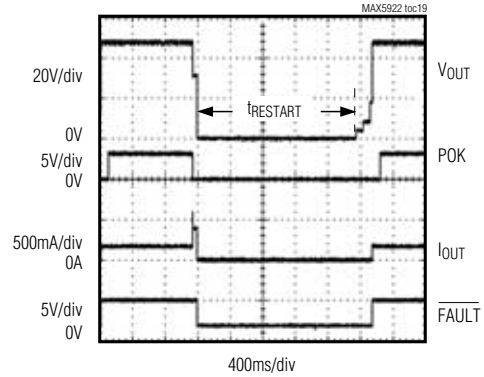 MAX5922 toc19
20V/div
VOUT
tRESTART
0V
5V/div
POK
0V
500mA/div
IOUT
0A
5V/div
FAULT
0V
400ms/div